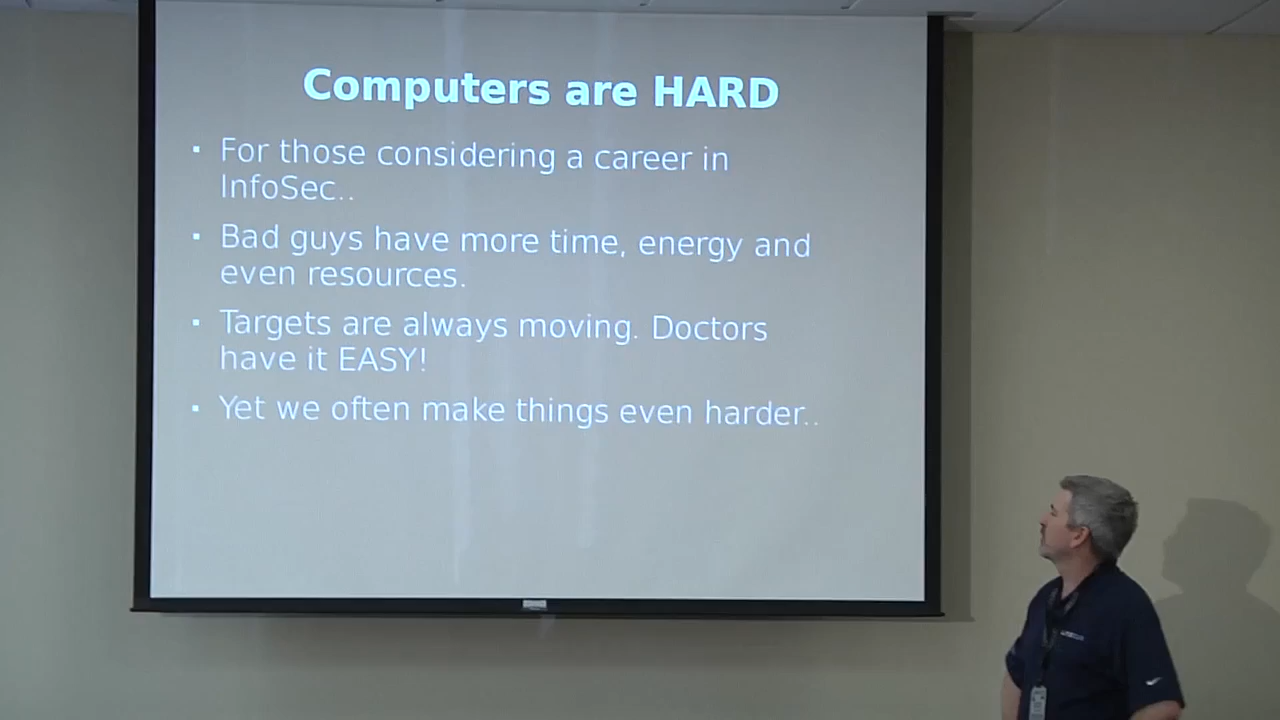 Computers are HARD
▪ For those considering a career in
InfoSec..
▪ Bad guys have more time, energy and
even resources.
▪ Targets are always moving. Doctors
have it EASY!
▪ Yet we often make things even harder..